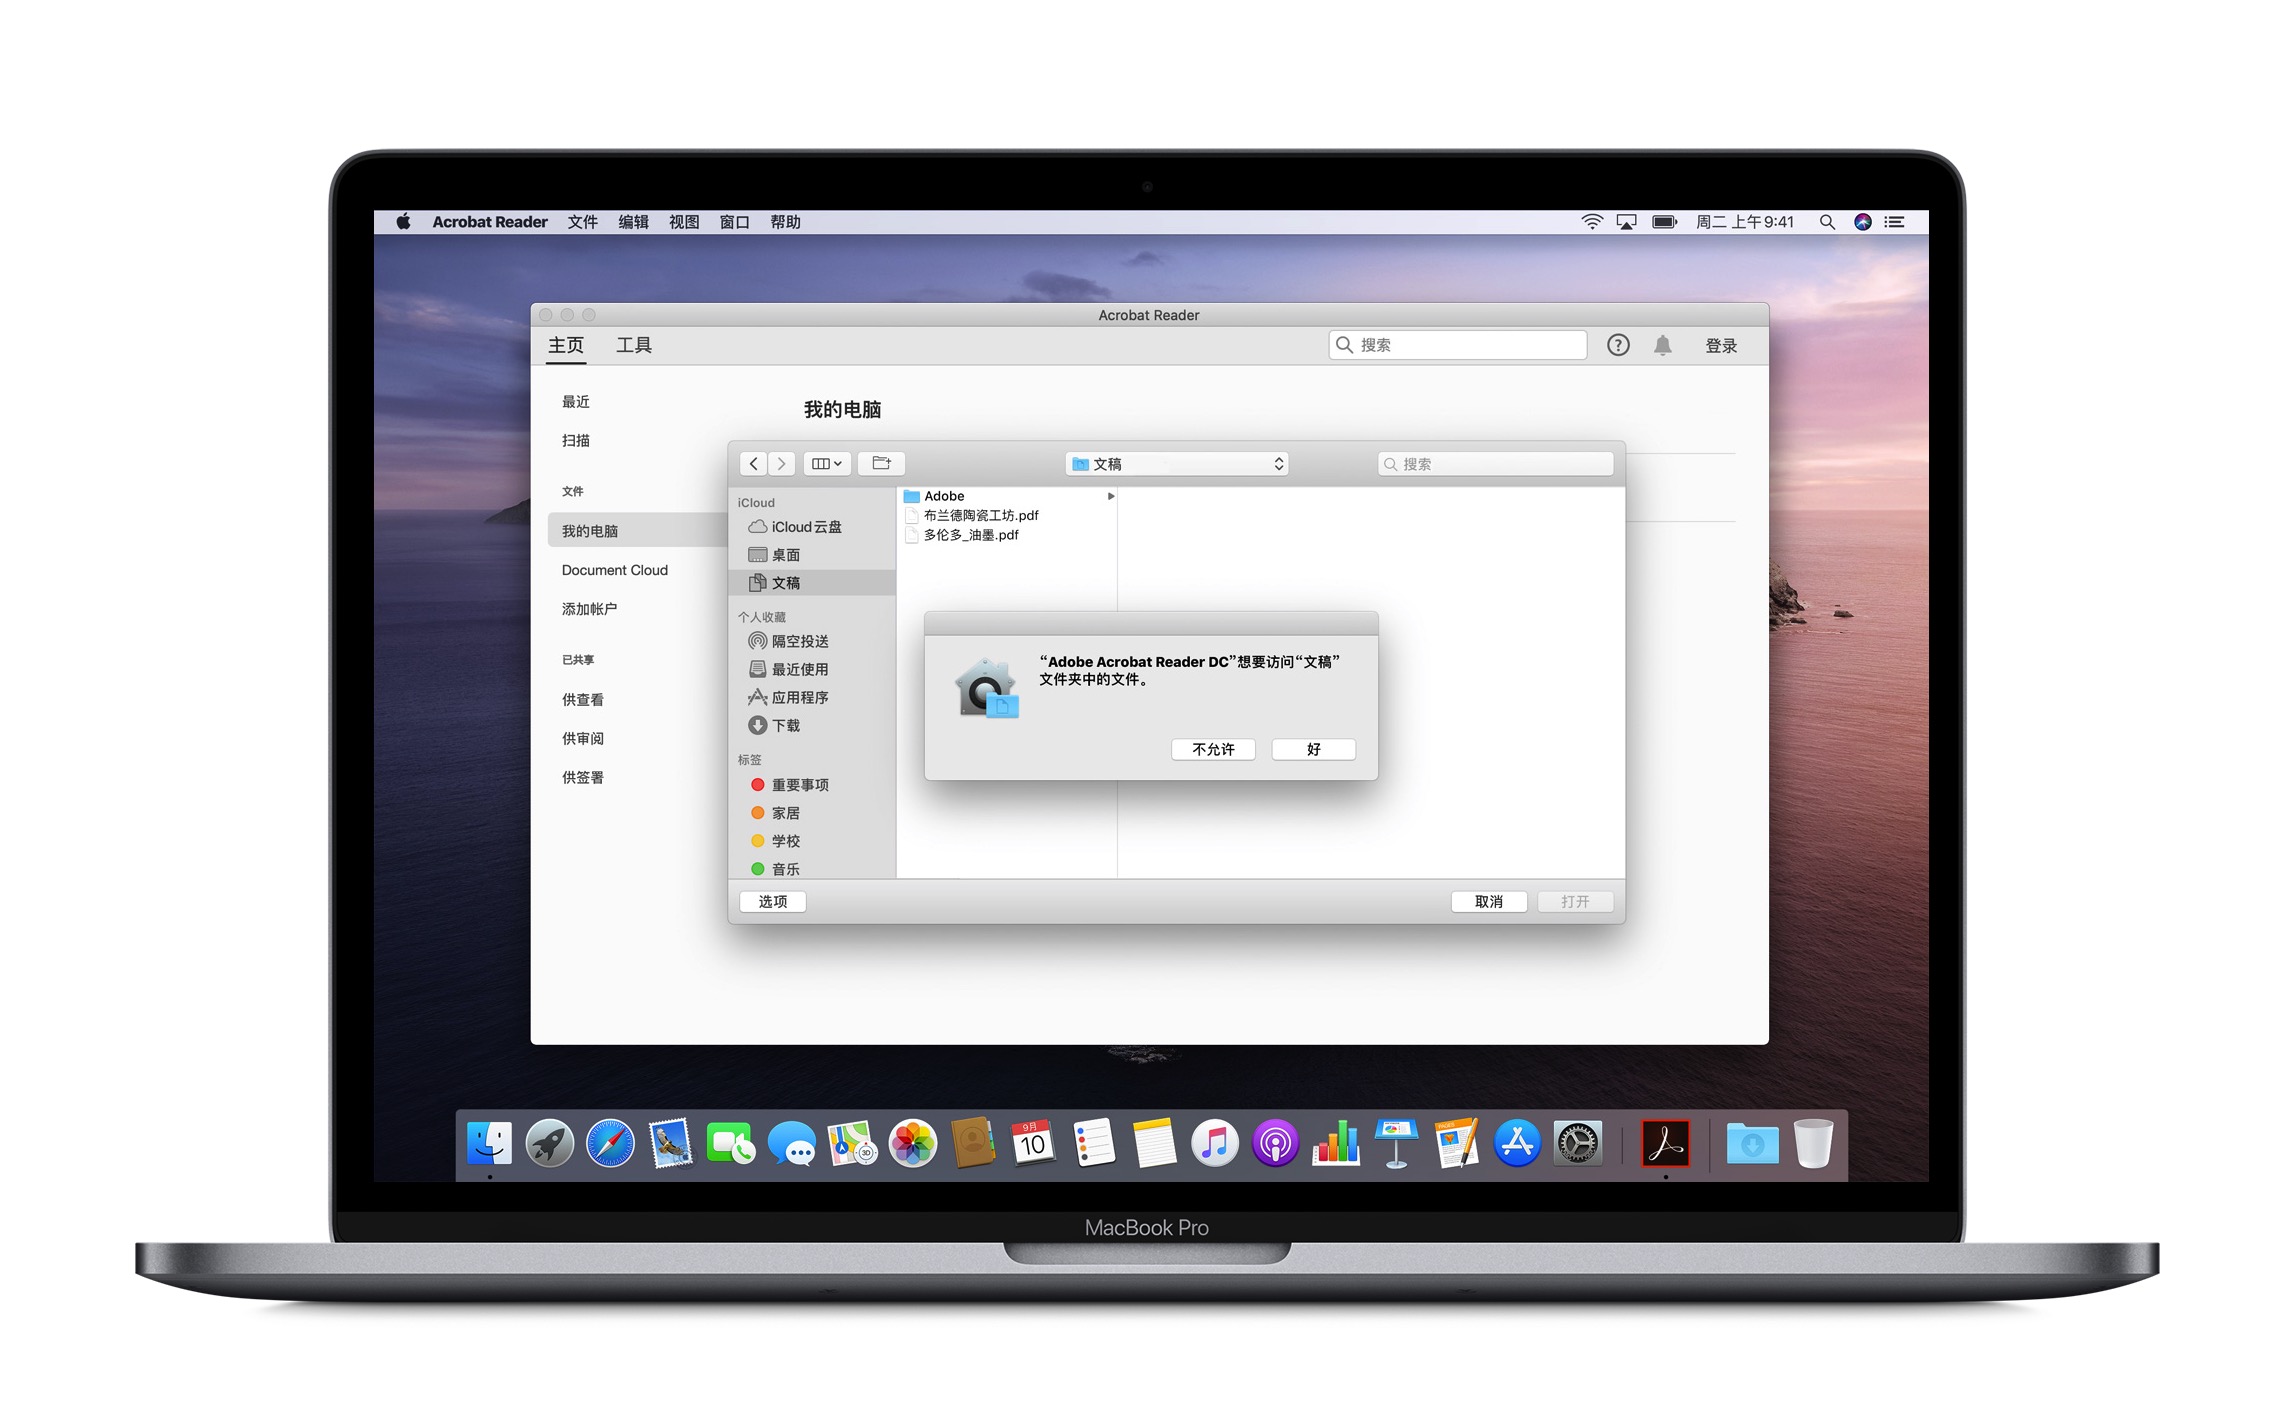 Acrobat Reader 文件 编辑 视图 窗口 帮助 周二 上午9:41
Acrobat Reader
主页 工具 搜索 ? 登录
最近
扫描
文件
我的电脑
Document Cloud
添加帐户
已共享
供查看
供审阅
供签署
我的电脑
文稿 搜索
iCloud
iCloud云盘
桌面
文稿
个人收藏
隔空投送
最近使用
应用程序
下载
标签
重要事项
家居
学校
音乐
Adobe
布兰德陶瓷工坊.pdf
多伦多_油墨.pdf
“Adobe Acrobat Reader DC”想要访问“文稿”
文件夹中的文件。
不允许 好
选项 取消 打开
3D
9月
10
PAGES
MacBook Pro